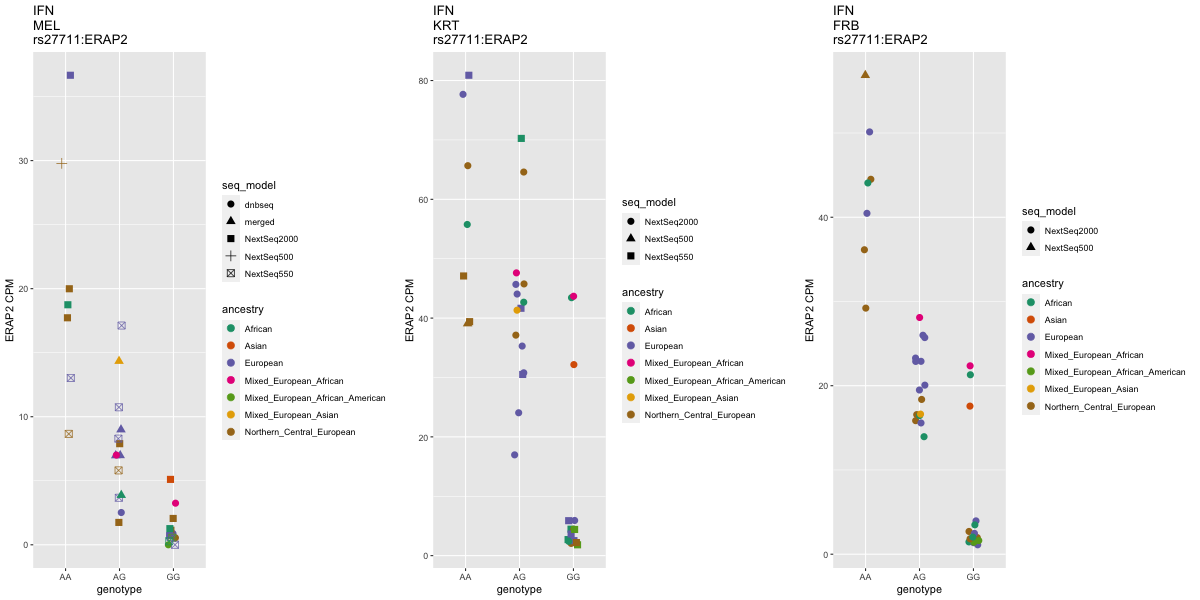 IFN
MEL
rs27711:ERAP2
ERAP2 CPM
30
20
10
0
AA
AG
GG
genotype
seq_model
dnbseq
merged
NextSeq2000
NextSeq500
NextSeq550
ancestry
African
Asian
European
Mixed_European_African
Mixed_European_African_American
Mixed_European_Asian
Northern_Central_European
IFN
KRT
rs27711:ERAP2
ERAP2 CPM
80
60
40
20
0
AA
AG
GG
genotype
seq_model
NextSeq2000
NextSeq500
NextSeq550
ancestry
African
Asian
European
Mixed_European_African
Mixed_European_African_American
Mixed_European_Asian
Northern_Central_European
IFN
FRB
rs27711:ERAP2
ERAP2 CPM
40
20
0
AA
AG
GG
genotype
seq_model
NextSeq2000
NextSeq500
ancestry
African
Asian
European
Mixed_European_African
Mixed_European_African_American
Mixed_European_Asian
Northern_Central_European